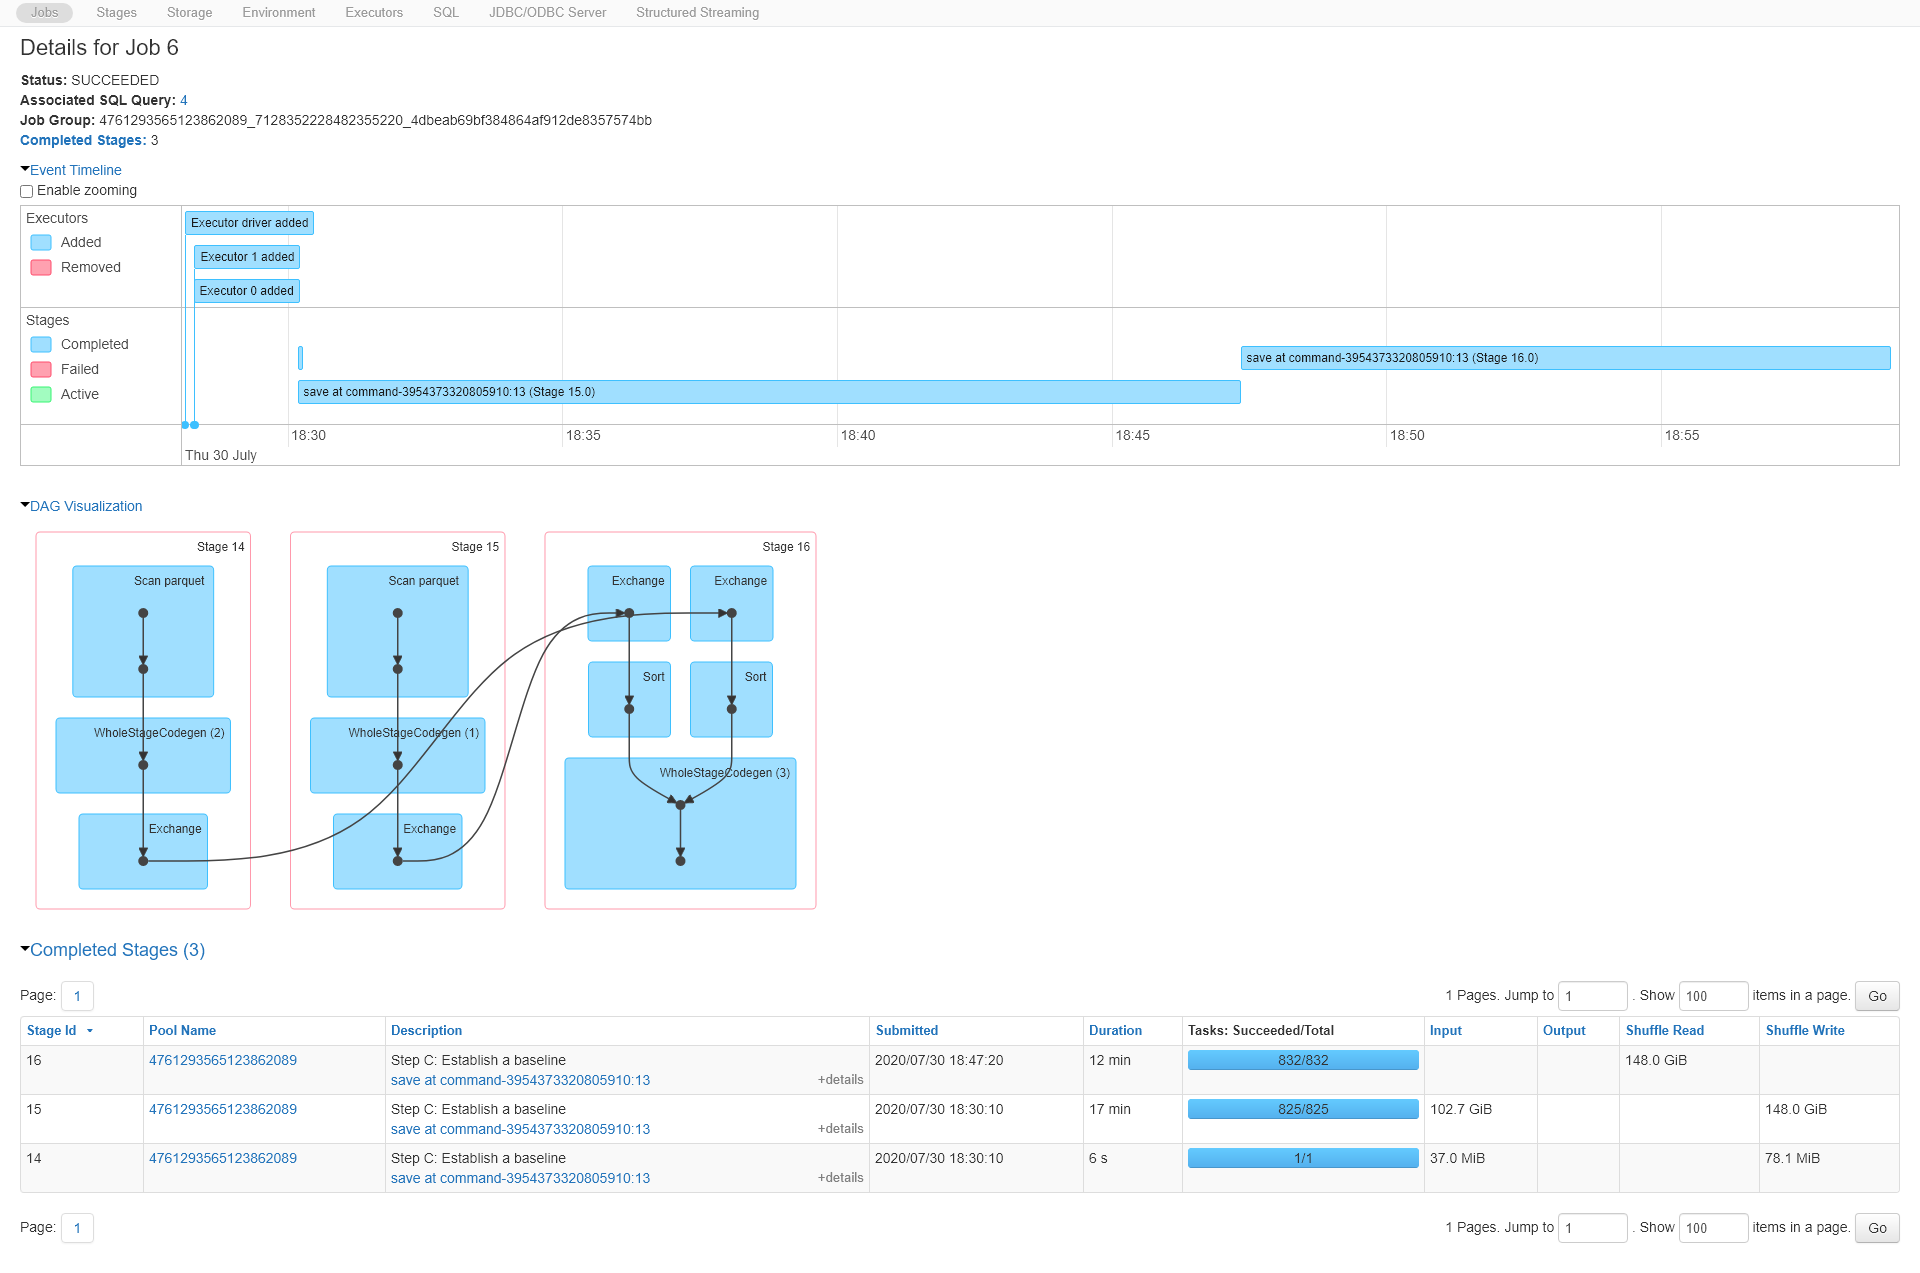 Jobs Stages Storage Environment Executors SQL JDBC/ODBC Server Structured Streaming
Details for Job 6
Status: SUCCEEDED
Associated SQL Query: 4
Job Group: 4761293565123862089_7128352228482355220_4dbeab69bf384864af912de8357574bb
Completed Stages: 3
Event Timeline
Enable zooming
Executors
Added
Removed
Executor driver added
Executor 1 added
Executor 0 added
Stages
Completed
Failed
Active
save at command-3954373320805910:13 (Stage 16.0)
save at command-3954373320805910:13 (Stage 15.0)
18:30 18:35 18:40 18:45 18:50 18:55
Thu 30 July
DAG Visualization
Stage 14
Scan parquet
WholeStageCodegen (2)
Exchange
Stage 15
Scan parquet
WholeStageCodegen (1)
Exchange
Stage 16
Exchange Exchange
Sort Sort
WholeStageCodegen (3)
Completed Stages (3)
Page: 1 1 Pages. Jump to 1 . Show 100 items in a page. Go
Stage Id Pool Name Description Submitted Duration Tasks: Succeeded/Total Input Output Shuffle Read Shuffle Write
16 4761293565123862089 Step C: Establish a baseline 2020/07/30 18:47:20 12 min 832/832 148.0 GiB
save at command-3954373320805910:13 +details
15 4761293565123862089 Step C: Establish a baseline 2020/07/30 18:30:10 17 min 825/825 102.7 GiB 148.0 GiB
save at command-3954373320805910:13 +details
14 4761293565123862089 Step C: Establish a baseline 2020/07/30 18:30:10 6 s 1/1 37.0 MiB 78.1 MiB
save at command-3954373320805910:13 +details
Page: 1 1 Pages. Jump to 1 . Show 100 items in a page. Go